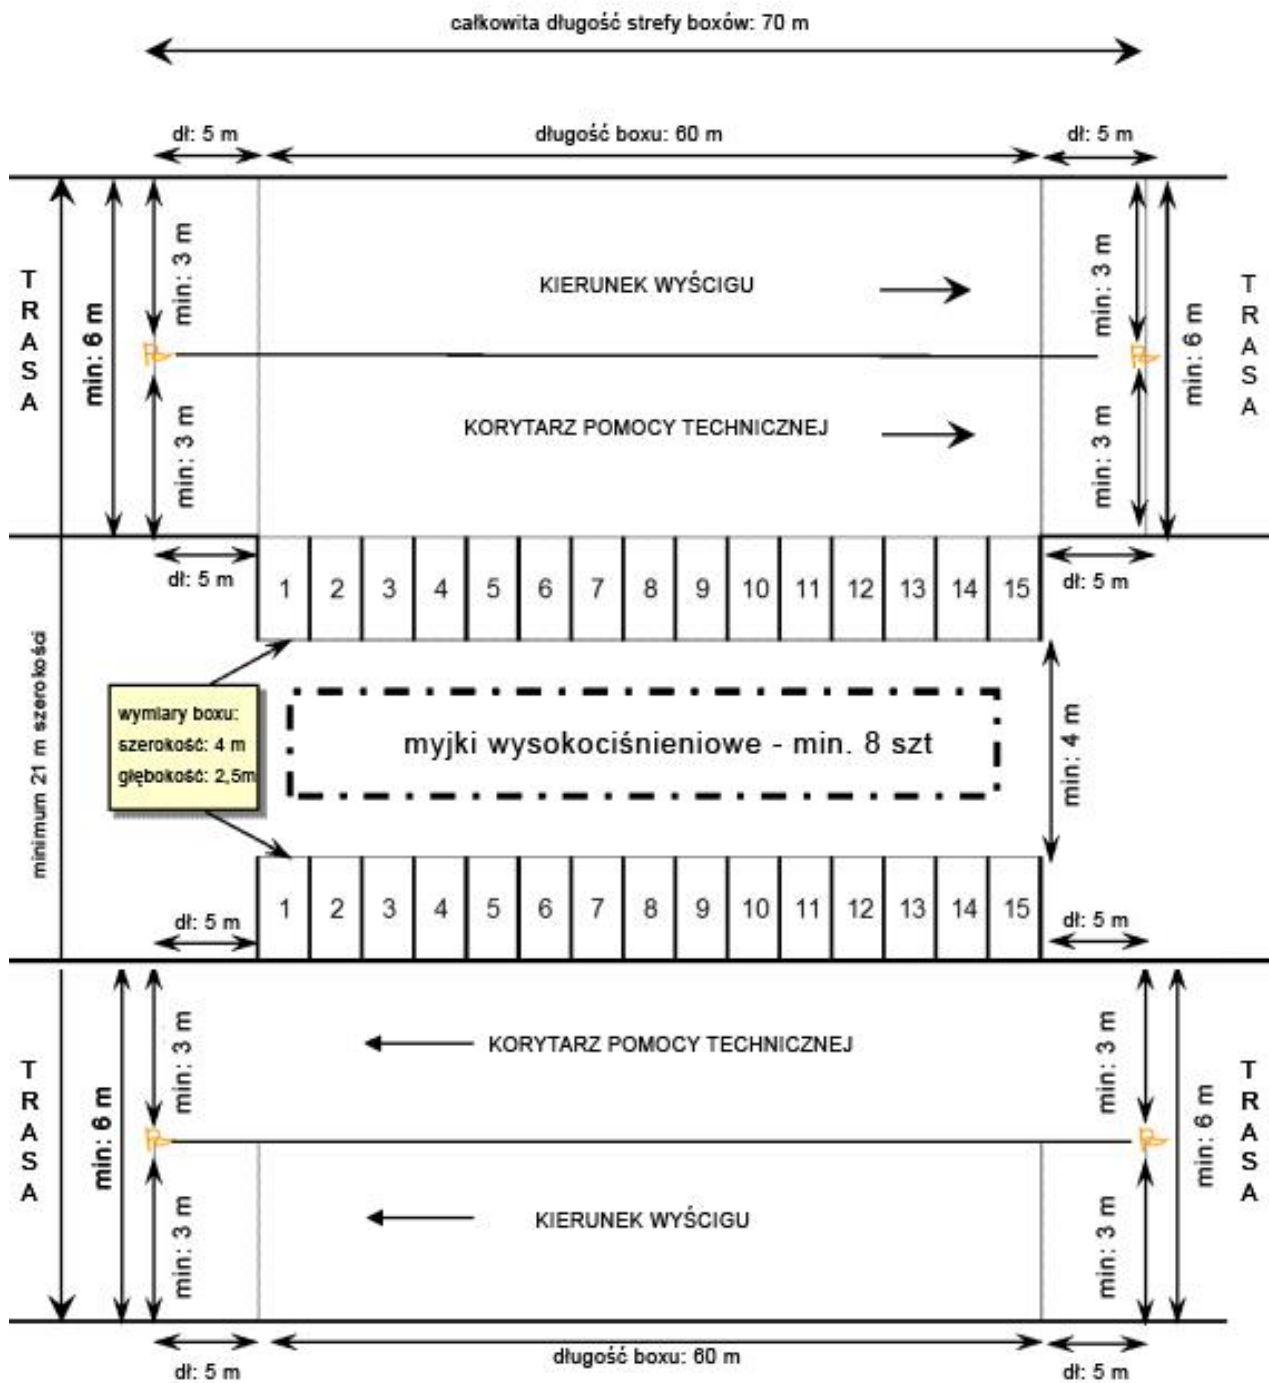 całkowita długość strefy boxów: 70 m
dł: 5 m
długość boxu: 60 m
dł: 5 m
TRASA
min: 6 m
min: 3 m
KIERUNEK WYŚCIGU
min: 3 m
min: 6 m
TRASA
min: 3 m
KORYTARZ POMOCY TECHNICZNEJ
min: 3 m
dł: 5 m
1 2 3 4 5 6 7 8 9 10 11 12 13 14 15
dł: 5 m
minimum 21 m szerokości
wymiary boxu:
szerokość: 4 m
głębokość: 2,5m
myjki wysokociśnieniowe - min. 8 szt
min: 4 m
dł: 5 m
1 2 3 4 5 6 7 8 9 10 11 12 13 14 15
dł: 5 m
TRASA
min: 6 m
min: 3 m
KORYTARZ POMOCY TECHNICZNEJ
min: 3 m
min: 6 m
TRASA
min: 3 m
KIERUNEK WYŚCIGU
min: 3 m
dł: 5 m
długość boxu: 60 m
dł: 5 m